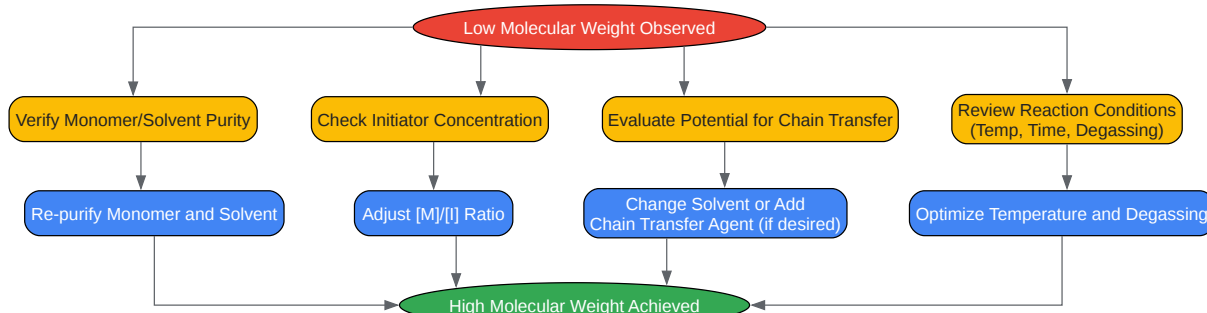 Low Molecular Weight Observed
Verify Monomer/Solvent Purity
Check Initiator Concentration
Evaluate Potential for Chain Transfer
Review Reaction Conditions
(Temp, Time, Degassing)
Re-purify Monomer and Solvent
Adjust [M]/[I] Ratio
Change Solvent or Add
Chain Transfer Agent (if desired)
Optimize Temperature and Degassing
High Molecular Weight Achieved